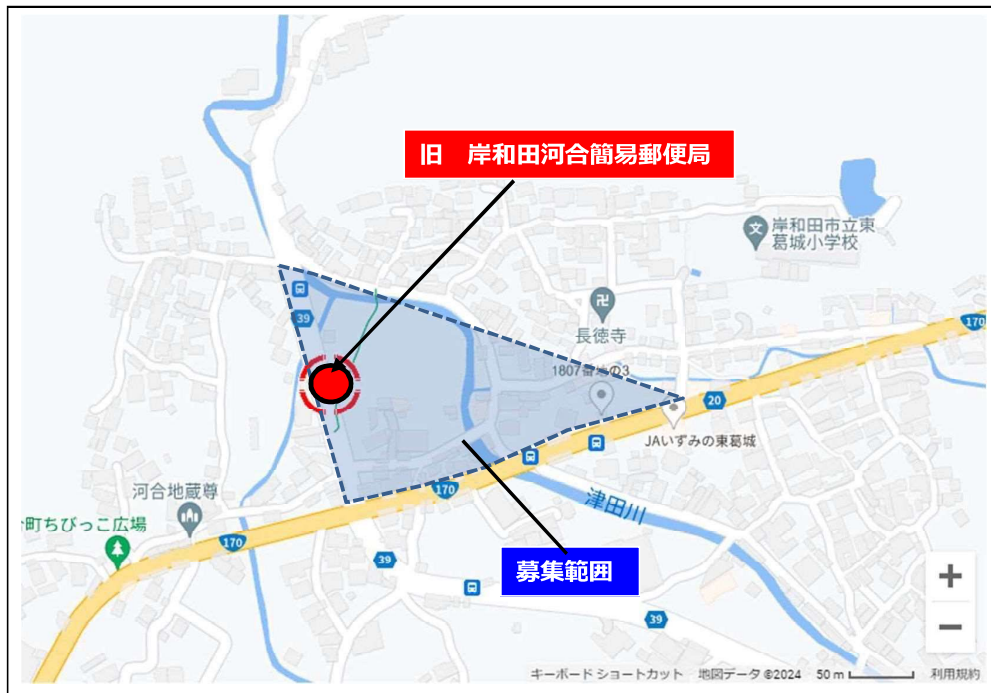 旧　岸和田河合簡易郵便局
岸和田市立東
葛城小学校
39
170
長徳寺
1807番地の3
20
JAいずみの東葛城
170
河合地蔵尊
津田川
町ちびっこ広場
170
39
募集範囲
39
+
−
キーボード ショートカット
地図データ ©2024
50 m
利用規約